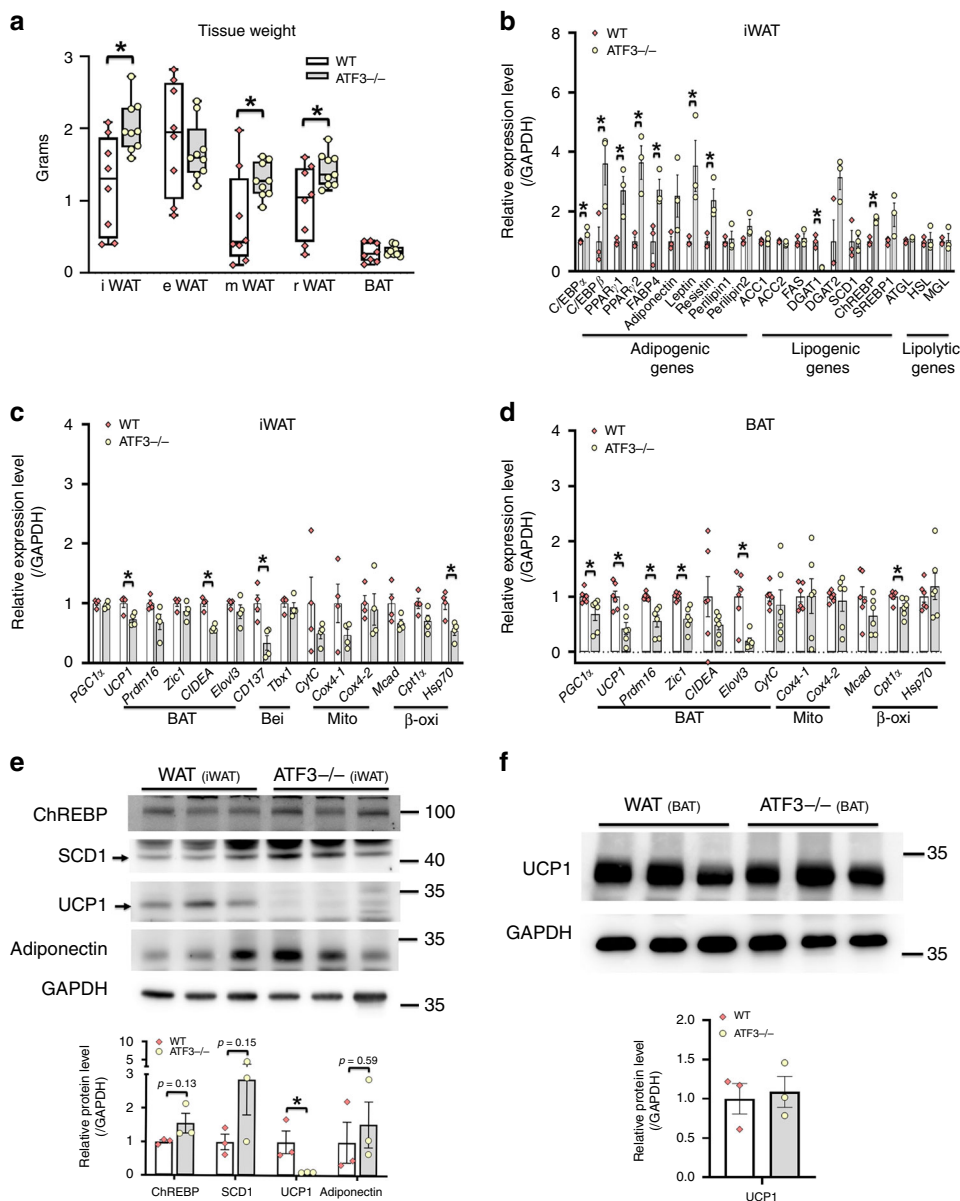 a
Tissue weight
*
*
*
WT
ATF3–/–
Grams
3
2
1
0
i WAT
e WAT
m WAT
r WAT
BAT
b
WT
ATF3–/–
iWAT
Relative expression level
(/GAPDH)
8
6
4
2
0
* * * * * * * * *
C/EBPα
C/EBPβ
PPARγ1
PPARγ2
FABP4
Adiponectin
Leptin
Resistin
Perilipin1
Perilipin2
ACC1
ACC2
FAS
DGAT1
DGAT2
SCD1
ChREBP
SREBP1
ATGL
HSL
MGL
Adipogenic
genes
Lipogenic
genes
Lipolytic
genes
c
WT
ATF3–/–
iWAT
Relative expression level
(/GAPDH)
4
3
2
1
0
* * * *
PGC1α
UCP1
Prdm16
Zic1
CIDEA
Elovl3
CD137
Tbx1
CytC
Cox4-1
Cox4-2
Mcad
Cpt1α
Hsp70
BAT
Bei
Mito
β-oxi
d
WT
ATF3–/–
BAT
Relative expression level
(/GAPDH)
4
3
2
1
0
* * * * * *
PGC1α
UCP1
Prdm16
Zic1
CIDEA
Elovl3
CytC
Cox4-1
Cox4-2
Mcad
Cpt1α
Hsp70
BAT
Mito
β-oxi
e
WAT (iWAT)
ATF3–/– (iWAT)
ChREBP
100
SCD1
40
UCP1
35
Adiponectin
35
GAPDH
35
WT
ATF3–/–
Relative protein level
(/GAPDH)
10
5
3
2
1
0
p = 0.13
p = 0.15
*
p = 0.59
ChREBP
SCD1
UCP1
Adiponectin
f
WAT (BAT)
ATF3–/– (BAT)
UCP1
35
GAPDH
35
WT
ATF3–/–
Relative protein level
(/GAPDH)
2.0
1.5
1.0
0.5
0.0
UCP1